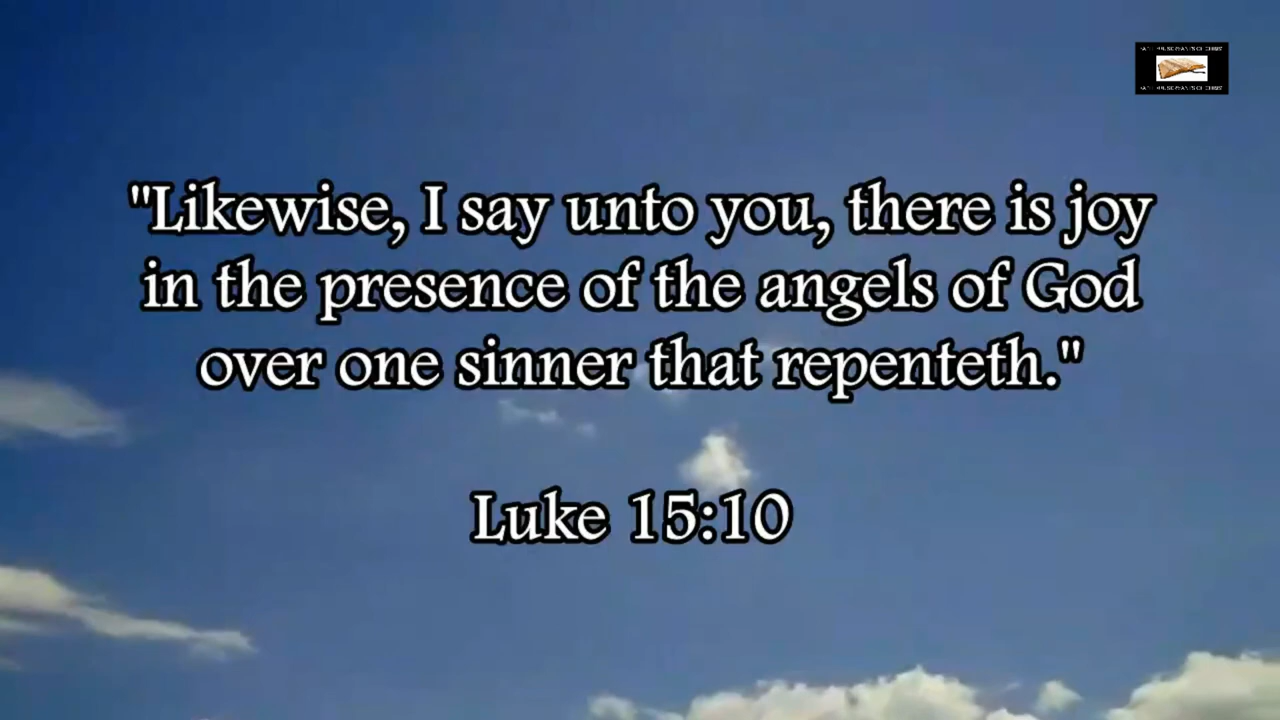 "Likewise, I say unto you, there is joy
in the presence of the angels of God
over one sinner that repenteth."
Luke 15:10